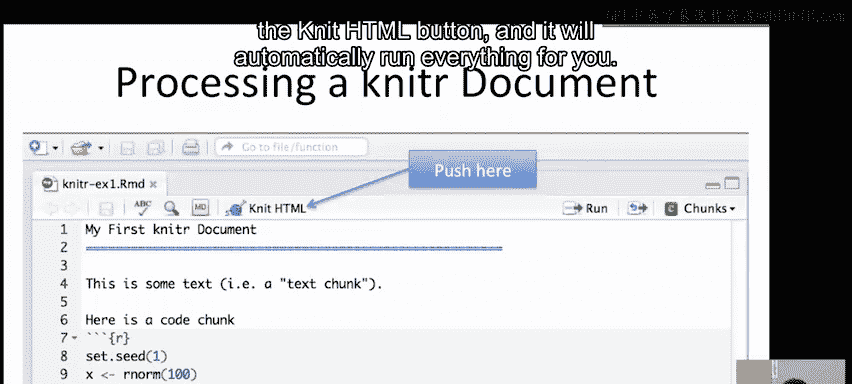 the Knit HTML button, and it will
automatically run everything for you.
Processing a knitr Document
Go to file/function
Push here
knitr-ex1.Rmd
ABC
MD
Knit HTML
Run
C Chunks
1 My First knitr Document
2 ==================================================
3
4 This is some text (i.e. a "text chunk").
5
6 Here is a code chunk
7 ```{r}
8 set.seed(1)
9 x <- rnorm(100)